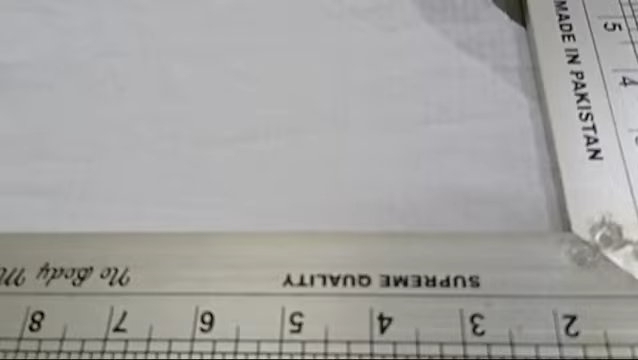 MADE IN PAKISTAN
5
4
No Body
SUPREME QUALITY
8 7 6 5 4 3 2